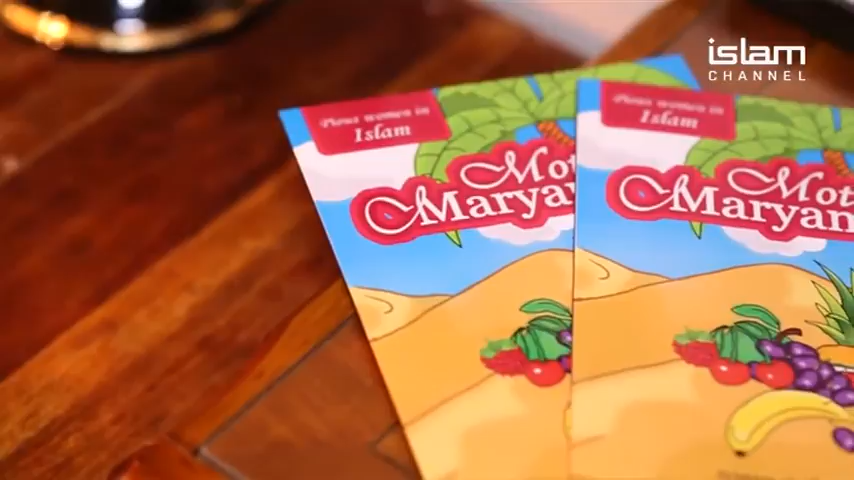 islam
CHANNEL
Pious women in
Islam
Mot
Maryam
Pious women in
Islam
Mot
Maryam